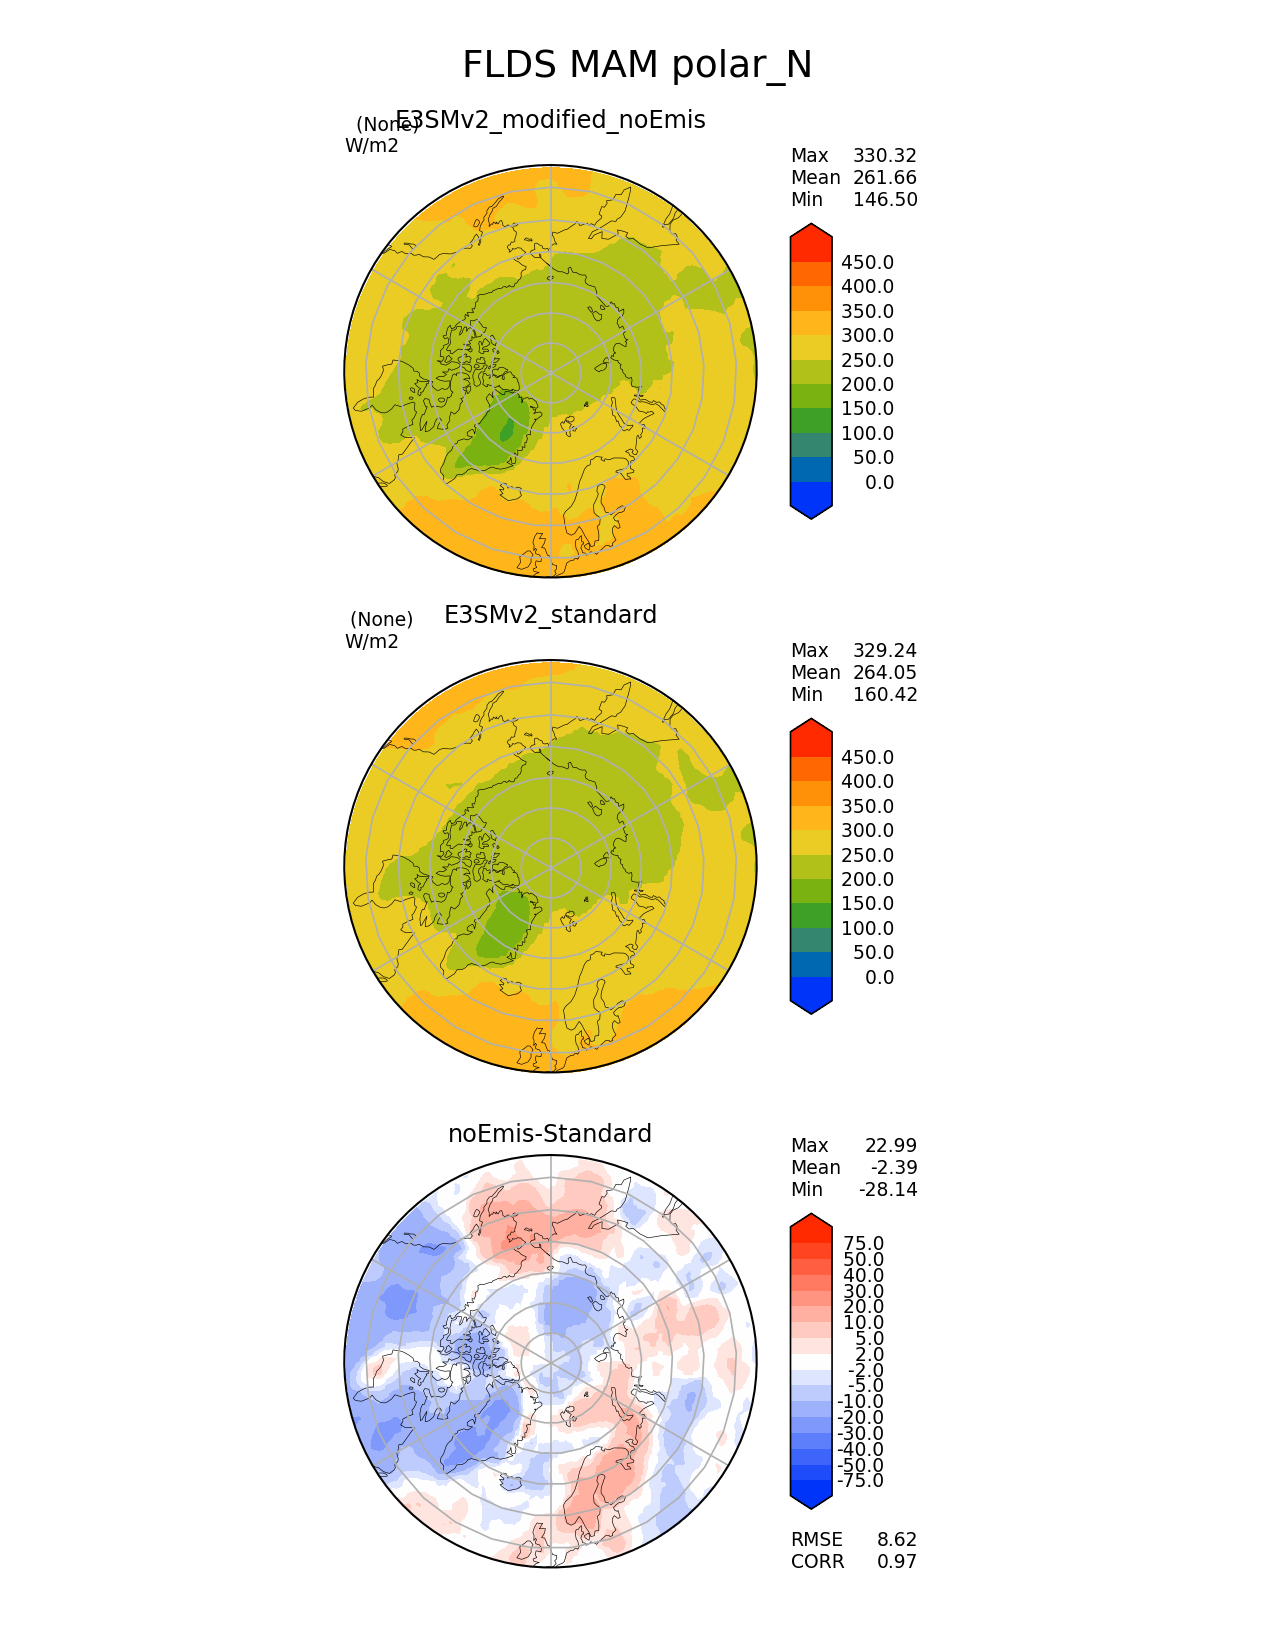 FLDS MAM polar_N
(None)
E3SMv2_modified_noEmis
W/m2
Max 330.32
Mean 261.66
Min 146.50
450.0
400.0
350.0
300.0
250.0
200.0
150.0
100.0
50.0
0.0
(None)
E3SMv2_standard
W/m2
Max 329.24
Mean 264.05
Min 160.42
450.0
400.0
350.0
300.0
250.0
200.0
150.0
100.0
50.0
0.0
noEmis-Standard
Max 22.99
Mean -2.39
Min -28.14
75.0
50.0
40.0
30.0
20.0
10.0
5.0
2.0
-2.0
-5.0
-10.0
-20.0
-30.0
-40.0
-50.0
-75.0
RMSE 8.62
CORR 0.97